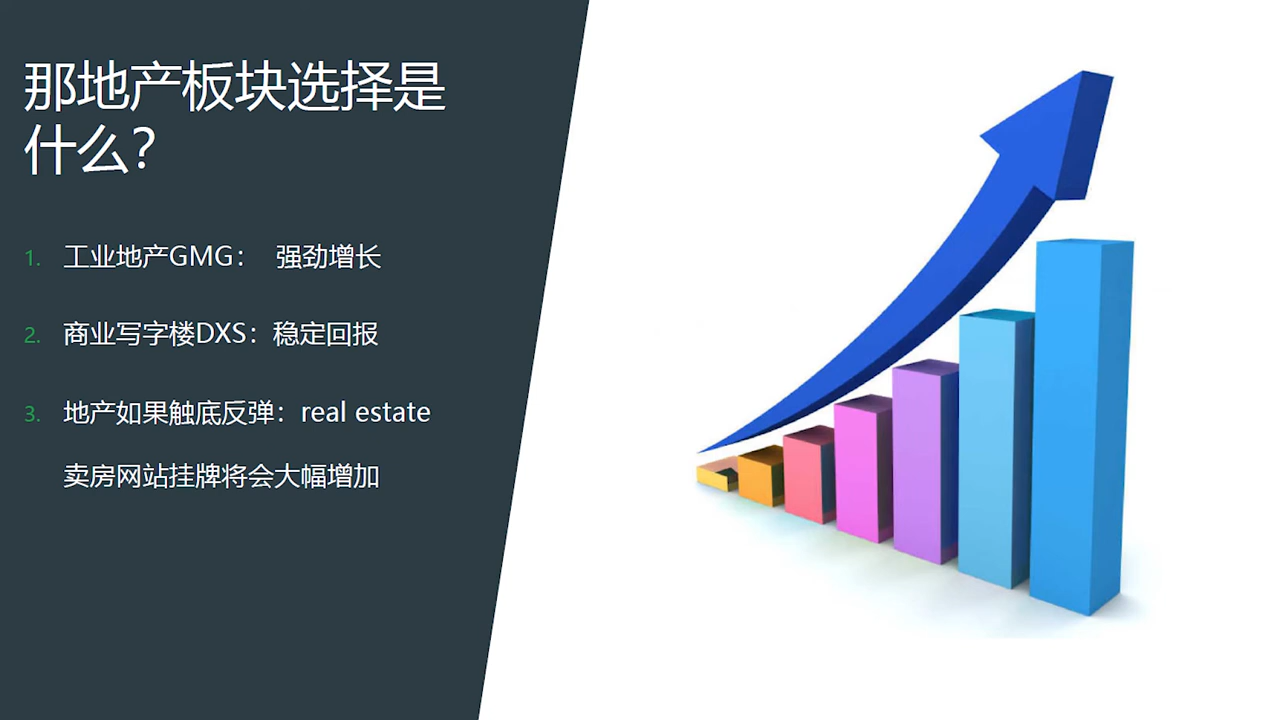 那地产板块选择是
什么？
1. 工业地产GMG： 强劲增长
2. 商业写字楼DXS：稳定回报
3. 地产如果触底反弹：real estate
卖房网站挂牌将会大幅增加